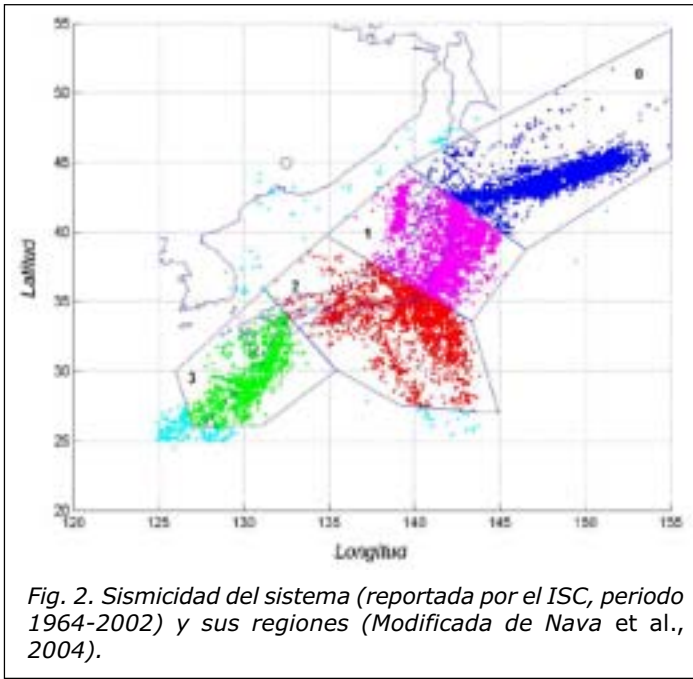 55
50
45
40
35
30
25
20
0
1
2
3
Latitud
120 125 130 135 140 145 150 155
Longitud
Fig. 2. Sismicidad del sistema (reportada por el ISC, periodo
1964-2002) y sus regiones (Modificada de Nava et al.,
2004).